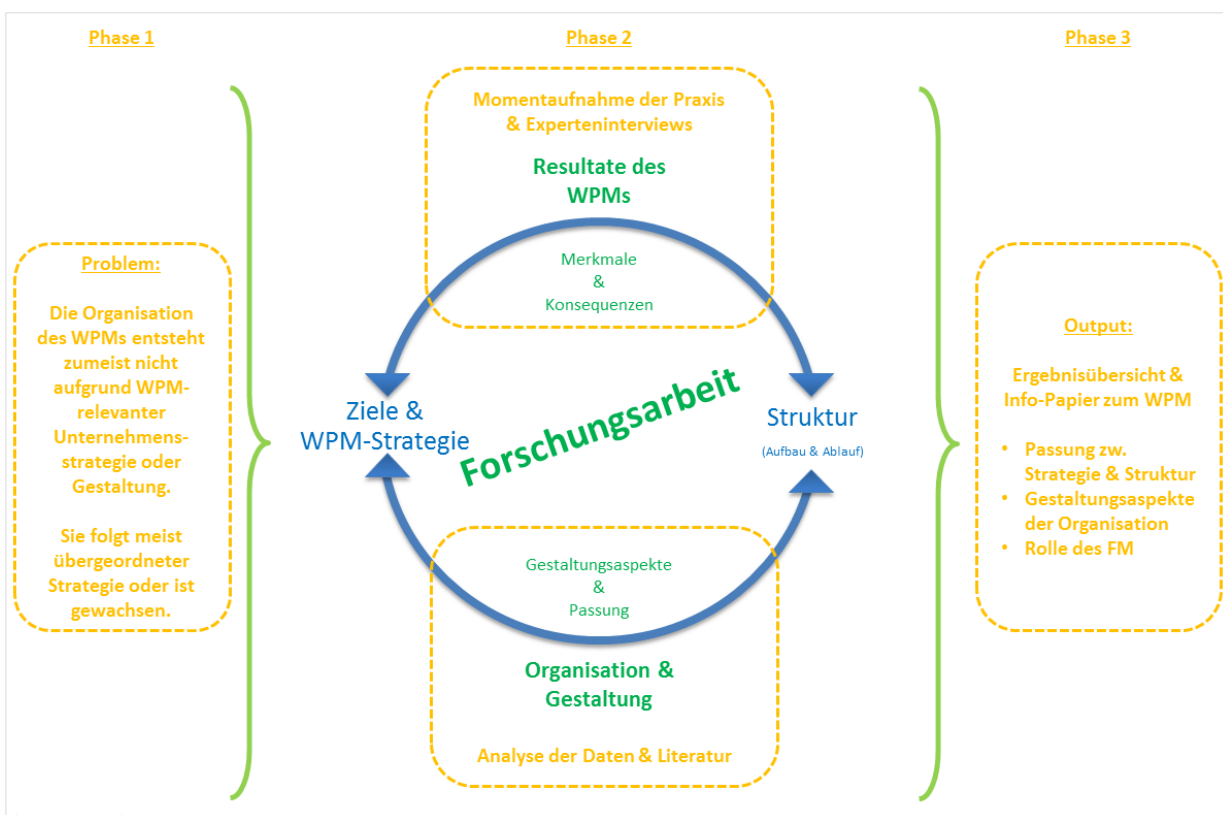 Phase 1
Problem:
Die Organisation
des WPMs entsteht
zumeist nicht
aufgrund WPM-
relevanter
Unternehmens-
strategie oder
Gestaltung.
Sie folgt meist
übergeordneter
Strategie oder ist
gewachsen.
Phase 2
Momentaufnahme der Praxis
& Experteninterviews
Resultate des
WPMs
Merkmale
&
Konsequenzen
Ziele &
WPM-Strategie
Forschungsarbeit
Struktur
(Aufbau & Ablauf)
Gestaltungsaspekte
&
Passung
Organisation &
Gestaltung
Analyse der Daten & Literatur
Phase 3
Output:
Ergebnisübersicht &
Info-Papier zum WPM
• Passung zw.
Strategie & Struktur
• Gestaltungsaspekte
der Organisation
• Rolle des FM